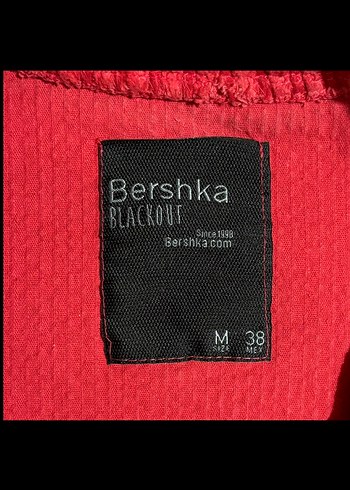 Bershka
BLACKOUT
Since 1998
Bershka.com
M 38
SIZE MEX